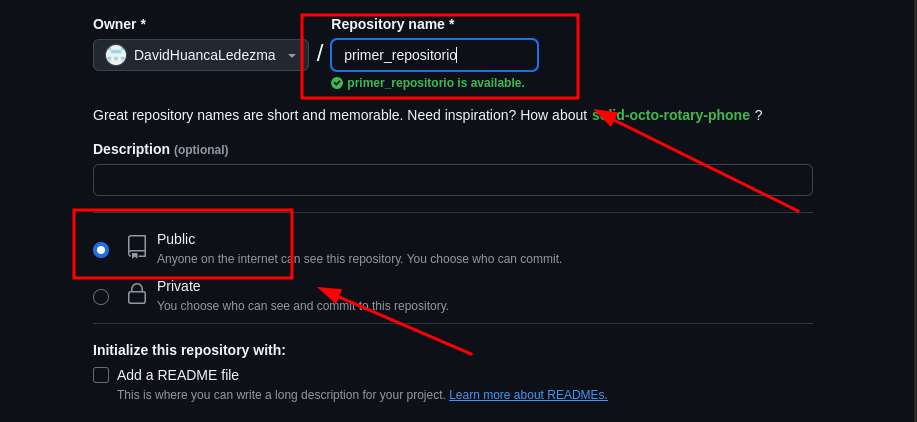 Owner * Repository name *
DavidHuancaLedezma / primer_repositorio
primer_repositorio is available.
Great repository names are short and memorable. Need inspiration? How about solid-octo-rotary-phone ?
Description (optional)
Public
Anyone on the internet can see this repository. You choose who can commit.
Private
You choose who can see and commit to this repository.
Initialize this repository with:
Add a README file
This is where you can write a long description for your project. Learn more about READMEs.